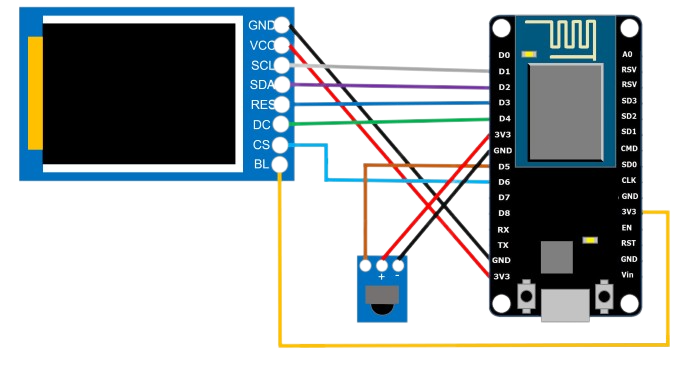 GND
VCC
SCL
SDA
RES
DC
CS
BL
+ -
D0
D1
D2
D3
D4
3V3
GND
D5
D6
D7
D8
RX
TX
GND
3V3
A0
RSV
RSV
SD3
SD2
SD1
CMD
SD0
CLK
GND
3V3
EN
RST
GND
Vin